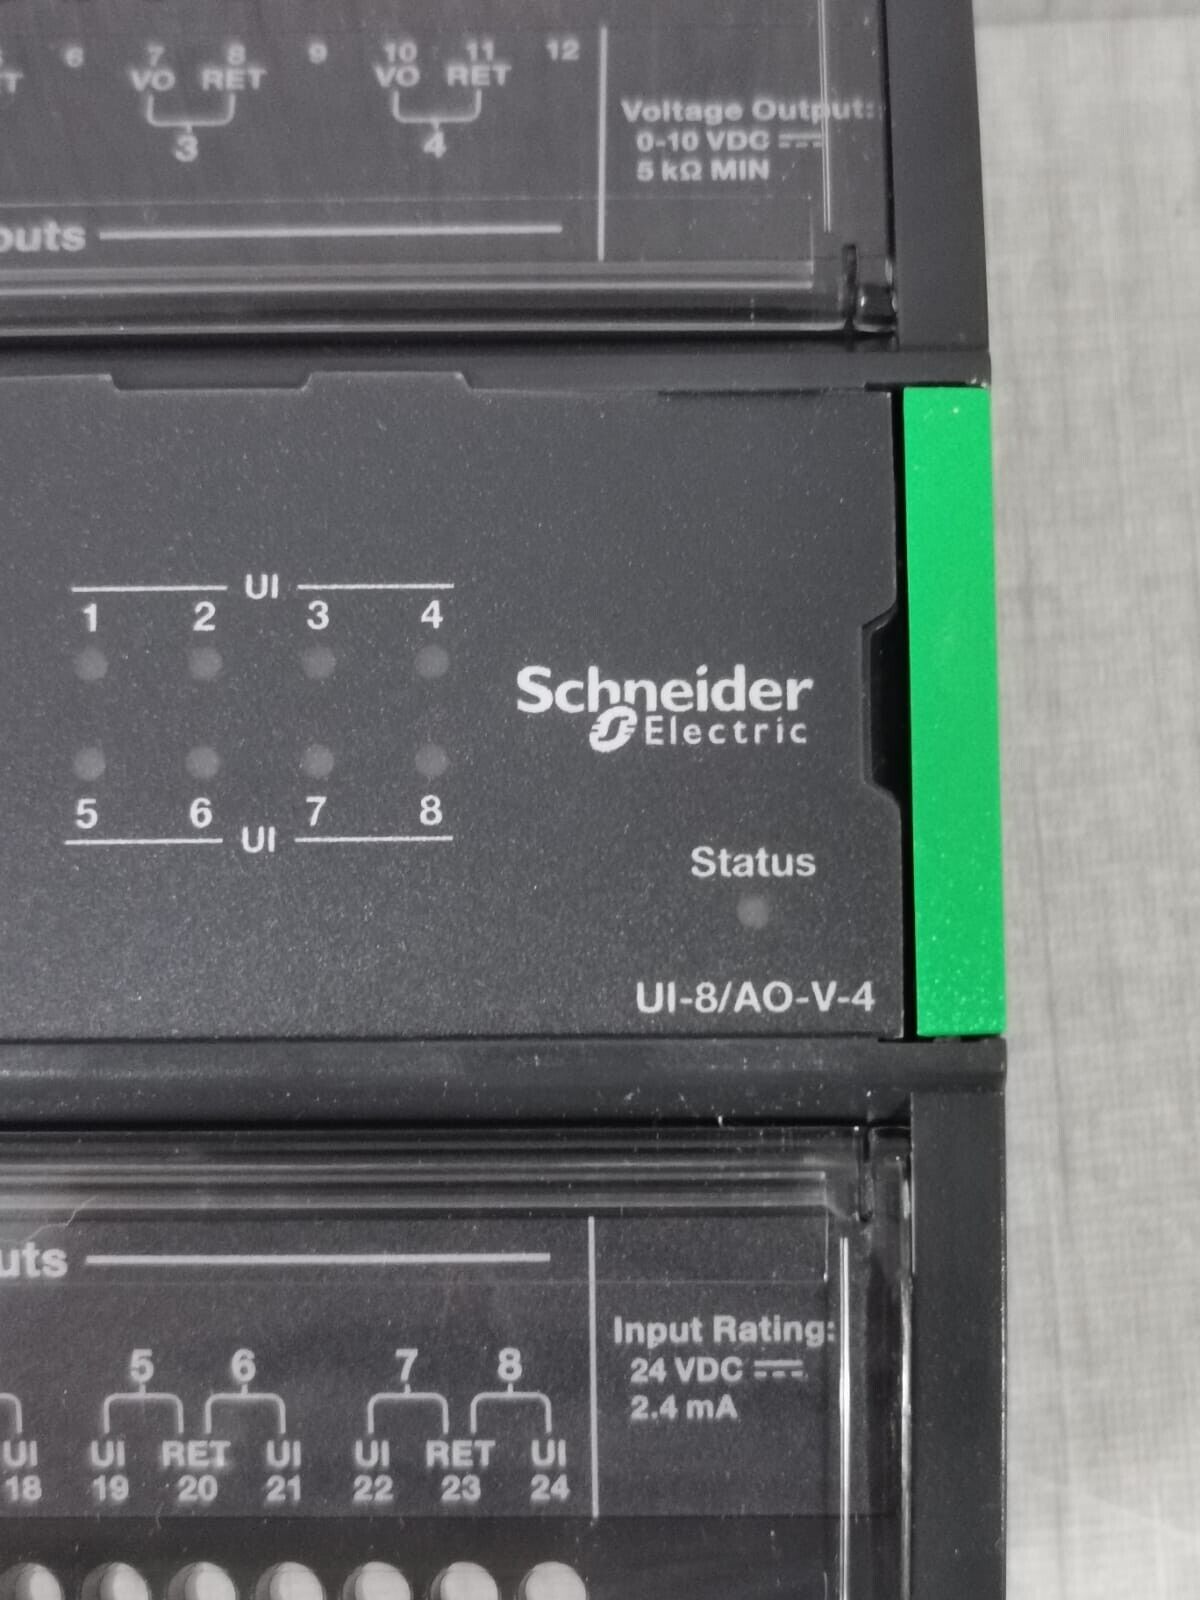 6 7 8 9 10 11 12
VO RET VO RET
3 4
Voltage Output:
0-10 VDC
5 kΩ MIN
UI
1 2 3 4
Schneider
Electric
5 6 7 8
UI
Status
UI-8/AO-V-4
Input Rating:
24 VDC
2.4 mA
5 6 7 8
UI UI RET UI UI RET UI
18 19 20 21 22 23 24